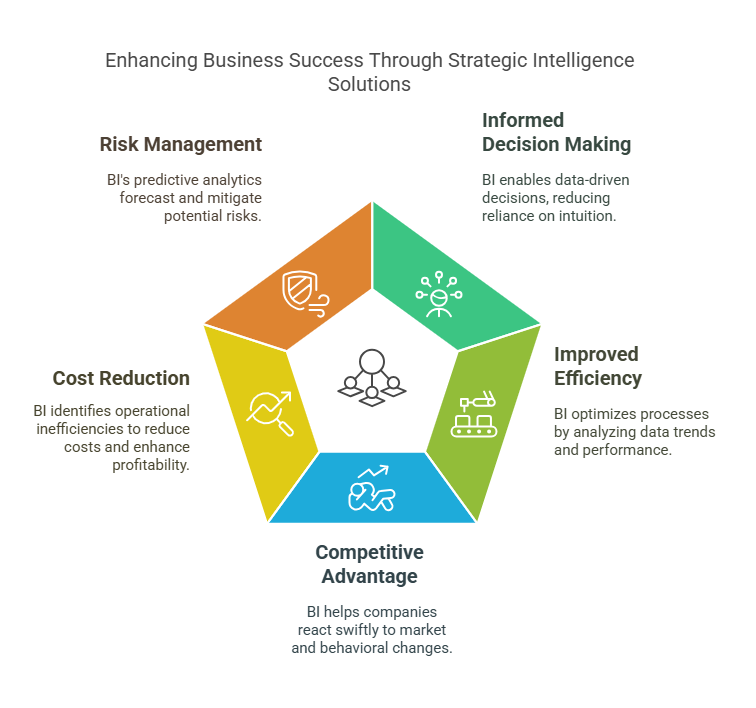 Enhancing Business Success Through Strategic Intelligence
Solutions
Risk Management
BI's predictive analytics
forecast and mitigate
potential risks.
Informed
Decision Making
BI enables data-driven
decisions, reducing
reliance on intuition.
Cost Reduction
BI identifies operational
inefficiencies to reduce
costs and enhance
profitability.
Improved
Efficiency
BI optimizes processes
by analyzing data trends
and performance.
Competitive
Advantage
BI helps companies
react swiftly to market
and behavioral changes.